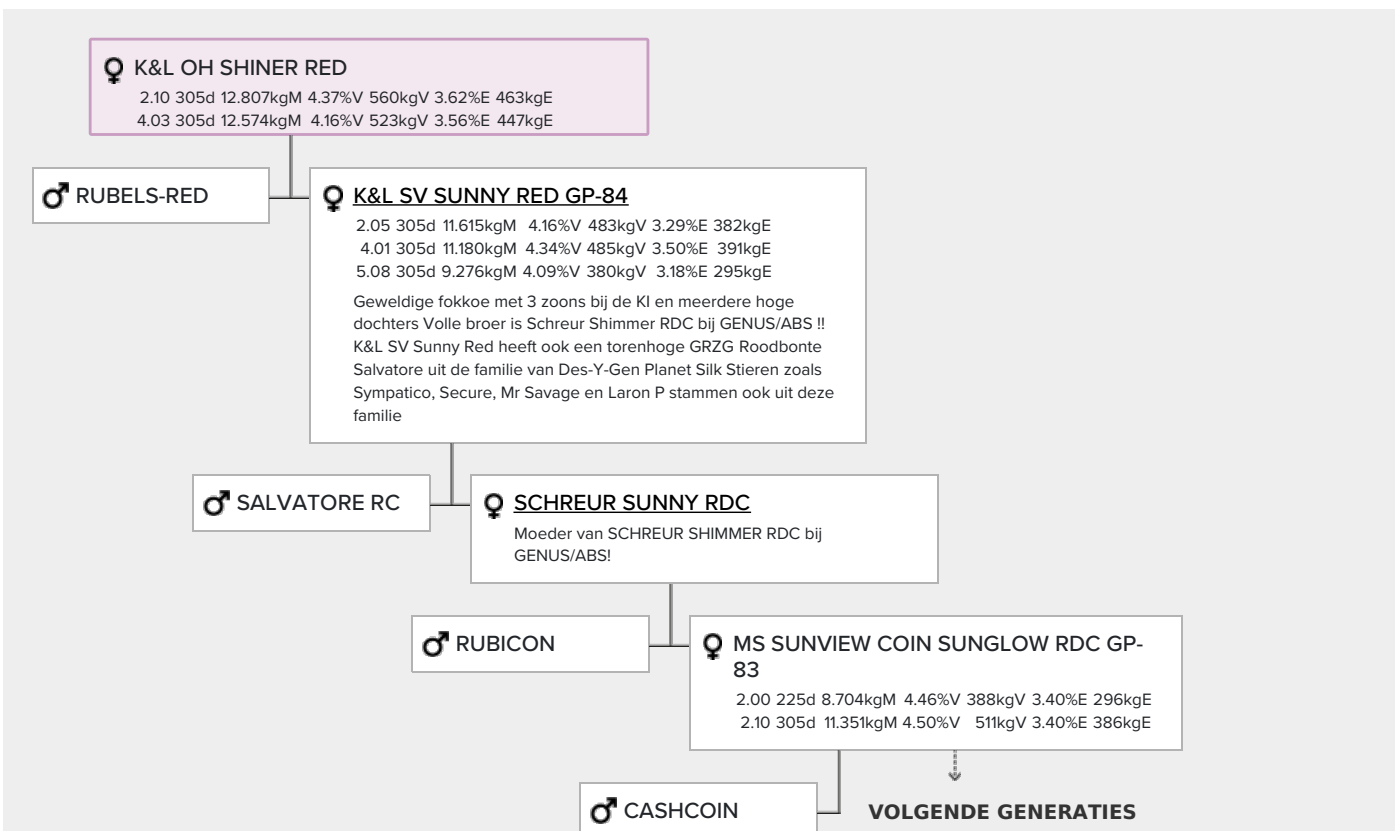 K&L OH SHINER RED
2.10 305d 12.807kgM 4.37%V 560kgV 3.62%E 463kgE
4.03 305d 12.574kgM 4.16%V 523kgV 3.56%E 447kgE
RUBELS-RED
K&L SV SUNNY RED GP-84
2.05 305d 11.615kgM 4.16%V 483kgV 3.29%E 382kgE
4.01 305d 11.180kgM 4.34%V 485kgV 3.50%E 391kgE
5.08 305d 9.276kgM 4.09%V 380kgV 3.18%E 295kgE
Geweldige fokkoe met 3 zoons bij de KI en meerdere hoge
dochters Volle broer is Schreur Shimmer RDC bij GENUS/ABS !!
K&L SV Sunny Red heeft ook een torenhoge GRZG Roodbonte
Salvatore uit de familie van Des-Y-Gen Planet Silk Stieren zoals
Sympatico, Secure, Mr Savage en Laron P stammen ook uit deze
familie
SALVATORE RC
SCHREUR SUNNY RDC
Moeder van SCHREUR SHIMMER RDC bij
GENUS/ABS!
RUBICON
MS SUNVIEW COIN SUNGLOW RDC GP-
83
2.00 225d 8.704kgM 4.46%V 388kgV 3.40%E 296kgE
2.10 305d 11.351kgM 4.50%V 511kgV 3.40%E 386kgE
CASHCOIN
VOLGENDE GENERATIES